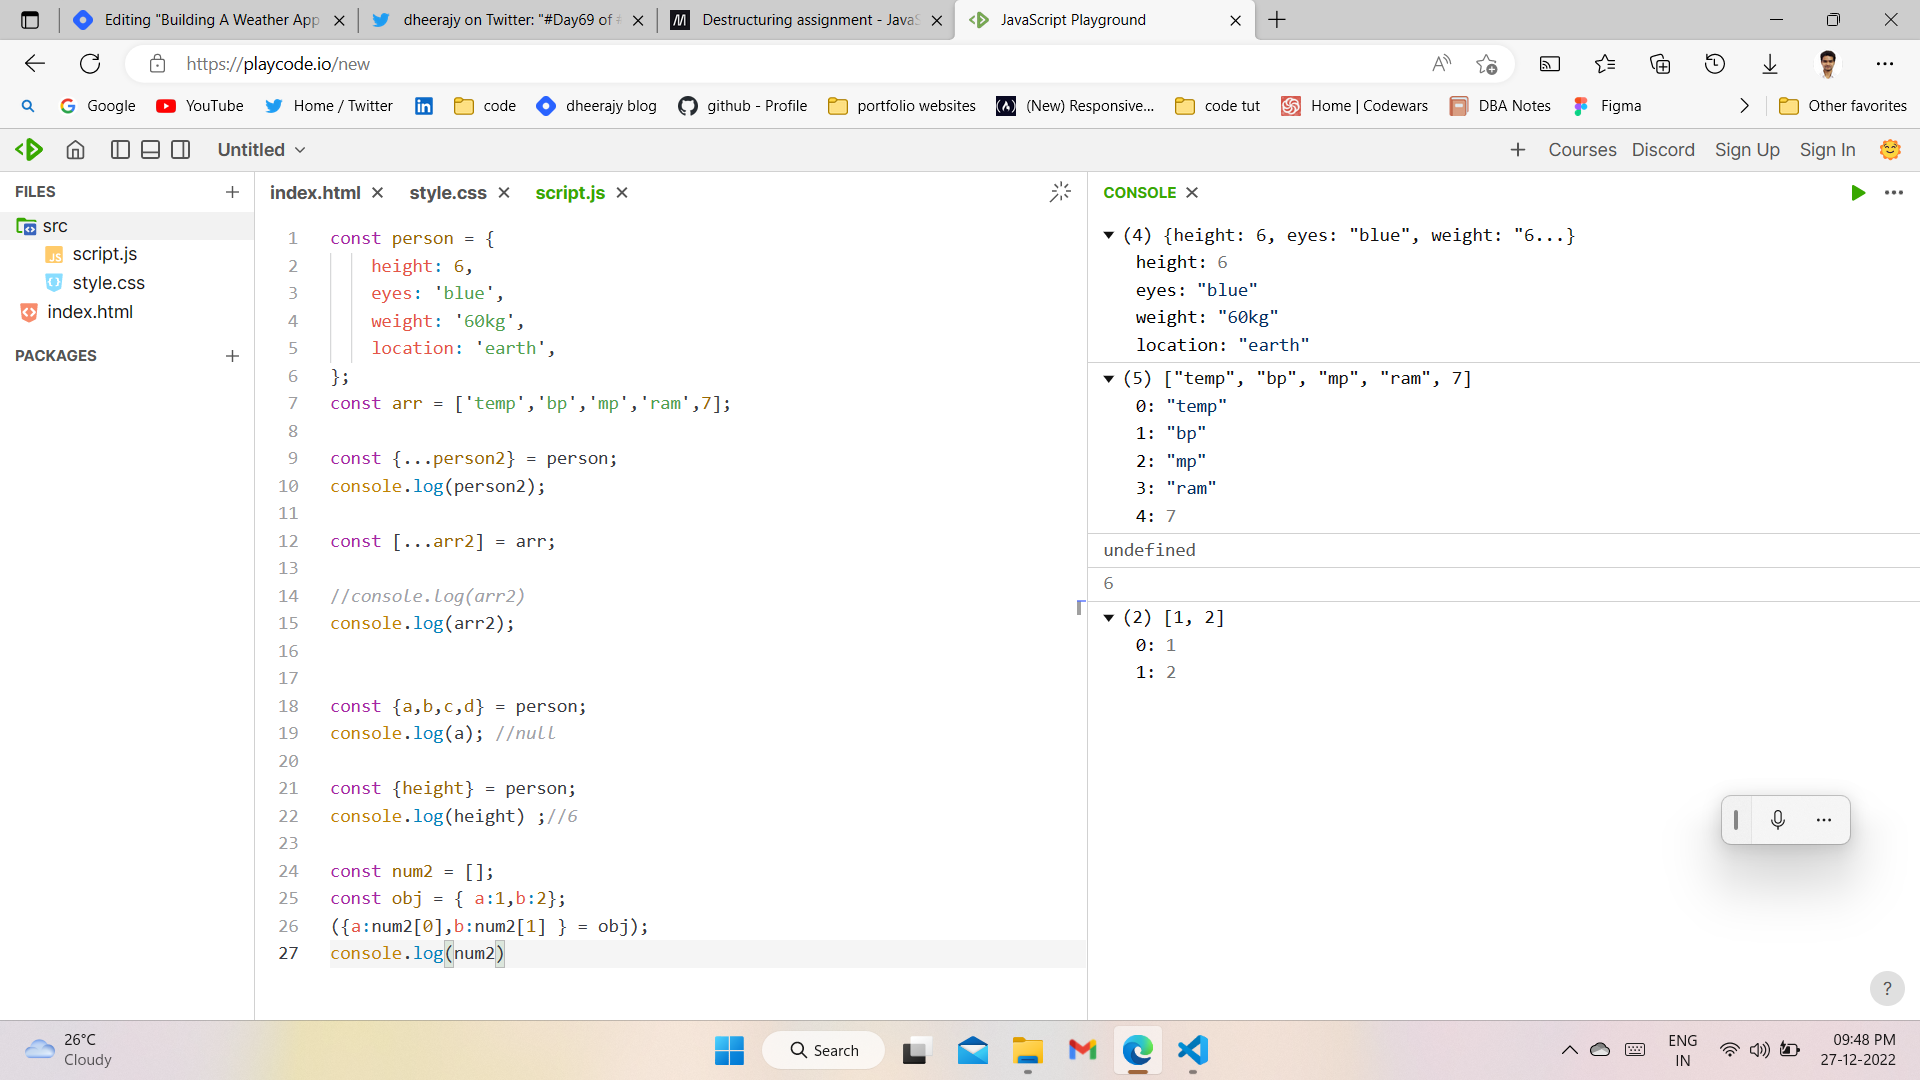 Editing "Building A Weather App
dheerajy on Twitter: "#Day69 of #
Destructuring assignment - JavaS
JavaScript Playground
https://playcode.io/new
Google
YouTube
Home / Twitter
code
dheerajy blog
github - Profile
portfolio websites
(New) Responsive...
code tut
Home | Codewars
DBA Notes
Figma
Other favorites
Untitled
Courses
Discord
Sign Up
Sign In
FILES
src
script.js
style.css
index.html
PACKAGES
index.html
style.css
script.js
1 const person = {
2 height: 6,
3 eyes: 'blue',
4 weight: '60kg',
5 location: 'earth',
6 };
7 const arr = ['temp','bp','mp','ram',7];
8
9 const {...person2} = person;
10 console.log(person2);
11
12 const [...arr2] = arr;
13
14 //console.log(arr2)
15 console.log(arr2);
16
17
18 const {a,b,c,d} = person;
19 console.log(a); //null
20
21 const {height} = person;
22 console.log(height) ;//6
23
24 const num2 = [];
25 const obj = { a:1,b:2};
26 ({a:num2[0],b:num2[1] } = obj);
27 console.log(num2)
CONSOLE
(4) {height: 6, eyes: "blue", weight: "6...}
height: 6
eyes: "blue"
weight: "60kg"
location: "earth"
(5) ["temp", "bp", "mp", "ram", 7]
0: "temp"
1: "bp"
2: "mp"
3: "ram"
4: 7
undefined
6
(2) [1, 2]
0: 1
1: 2
?
26°C
Cloudy
Search
ENG
IN
09:48 PM
27-12-2022